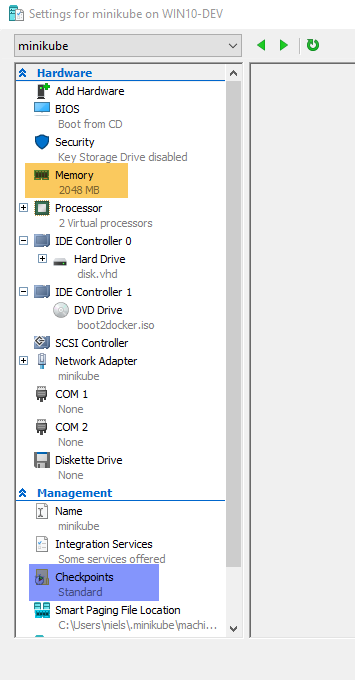 Settings for minikube on WIN10-DEV
minikube
Hardware
Add Hardware
BIOS
Boot from CD
Security
Key Storage Drive disabled
Memory
2048 MB
Processor
2 Virtual processors
IDE Controller 0
Hard Drive
disk.vhd
IDE Controller 1
DVD Drive
boot2docker.iso
SCSI Controller
Network Adapter
minikube
COM 1
None
COM 2
None
Diskette Drive
None
Management
Name
minikube
Integration Services
Some services offered
Checkpoints
Standard
Smart Paging File Location
C:\Users\niels\.minikube\machi...